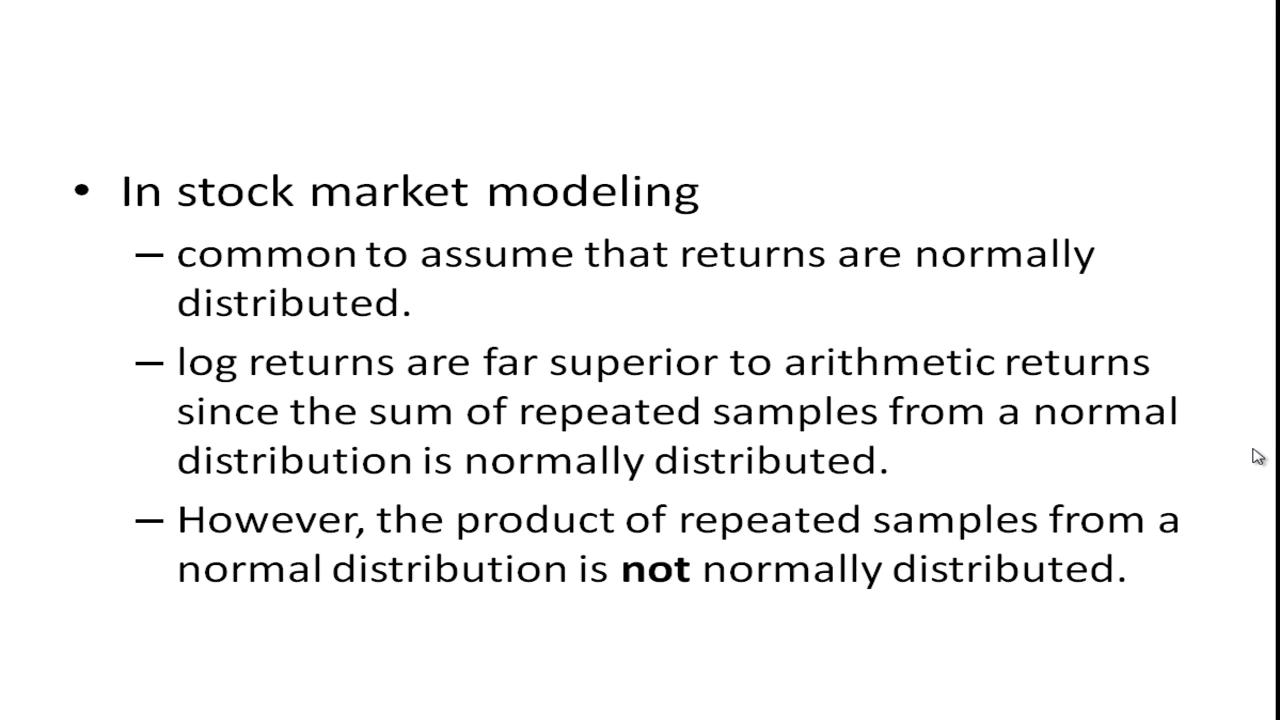 • In stock market modeling
– common to assume that returns are normally
distributed.
– log returns are far superior to arithmetic returns
since the sum of repeated samples from a normal
distribution is normally distributed.
– However, the product of repeated samples from a
normal distribution is not normally distributed.